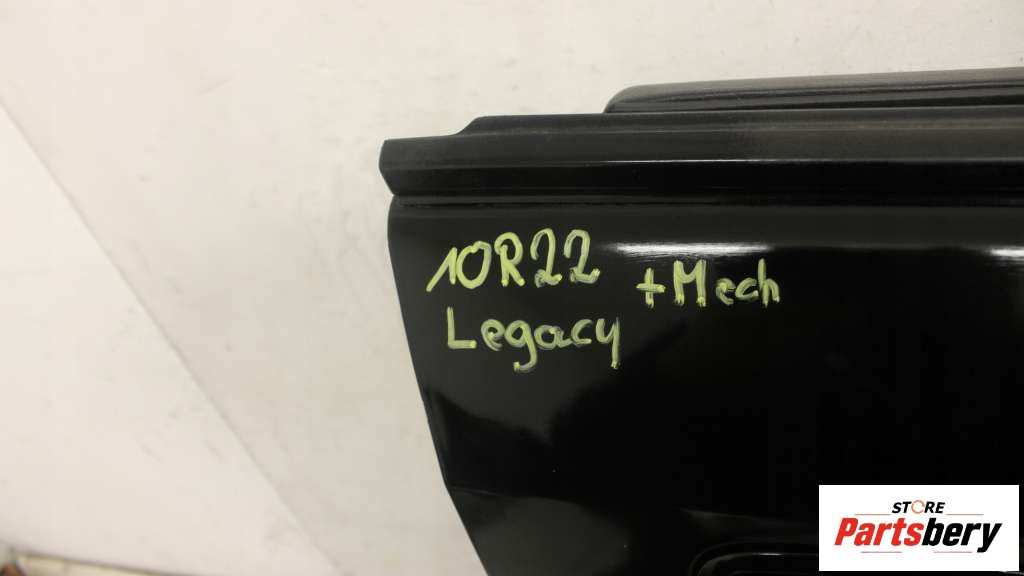 10R22 + Mech
Legacy
STORE
Partsbery